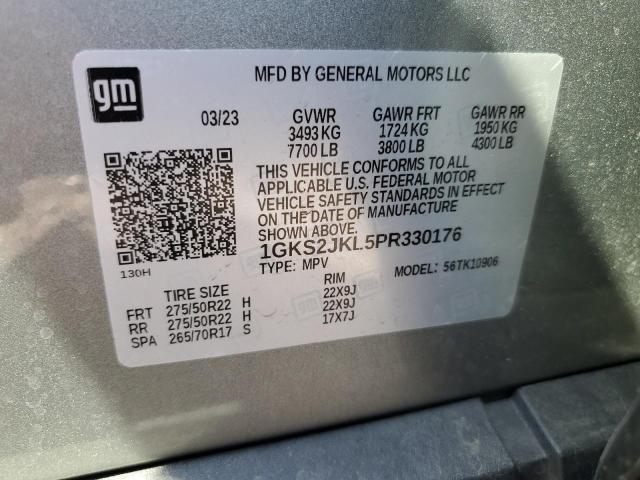 gm
MFD BY GENERAL MOTORS LLC
03/23 GVWR GAWR FRT GAWR RR
3493 KG 1724 KG 1950 KG
7700 LB 3800 LB 4300 LB
THIS VEHICLE CONFORMS TO ALL
APPLICABLE U.S. FEDERAL MOTOR
VEHICLE SAFETY STANDARDS IN EFFECT
ON THE DATE OF MANUFACTURE
SHOWN ABOVE.
1GKS2JKL5PR330176
130H
TYPE: MPV MODEL: 56TK10906
TIRE SIZE RIM
FRT 275/50R22 H 22X9J
RR 275/50R22 H 22X9J
SPA 265/70R17 S 17X7J